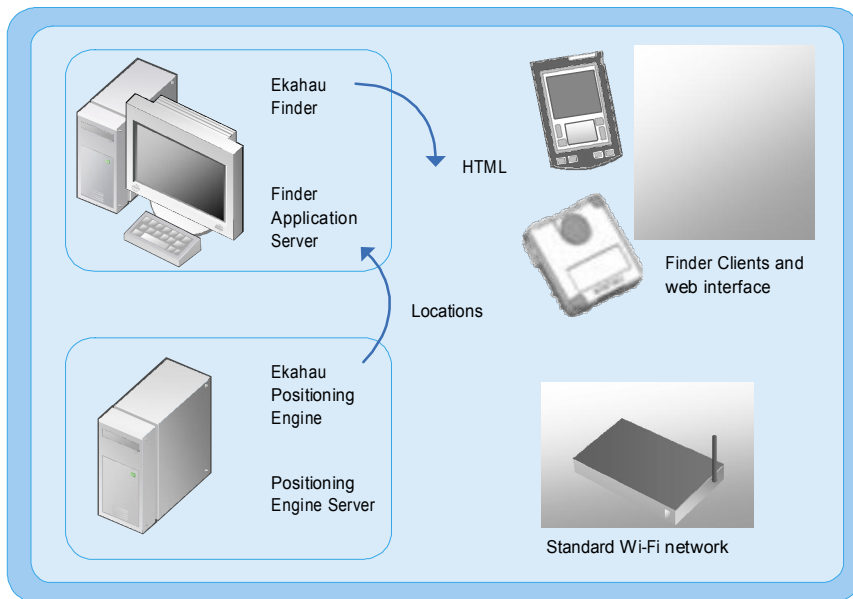 Ekahau
Finder
HTML
Finder
Application
Server
Finder Clients and
web interface
Locations
Ekahau
Positioning
Engine
Positioning
Engine Server
Standard Wi-Fi network